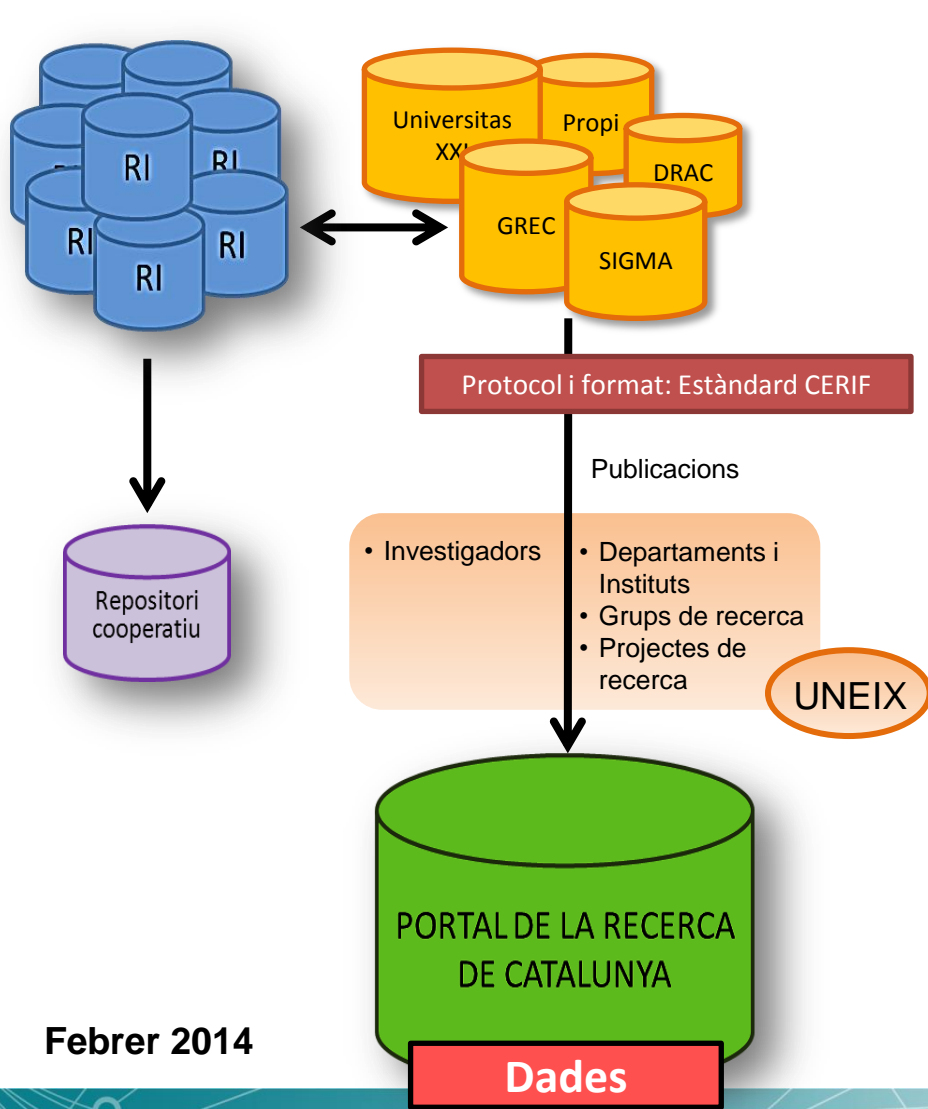 Universitas
Propi
DRAC
GREC
SIGMA
RI
RI
RI
RI
RI
Protocol i format: Estàndard CERIF
Publicacions
• Investigadors
• Departaments i
Instituts
• Grups de recerca
• Projectes de
recerca
UNEIX
Repositori
cooperatiu
PORTAL DE LA RECERCA
DE CATALUNYA
Febrer 2014
Dades